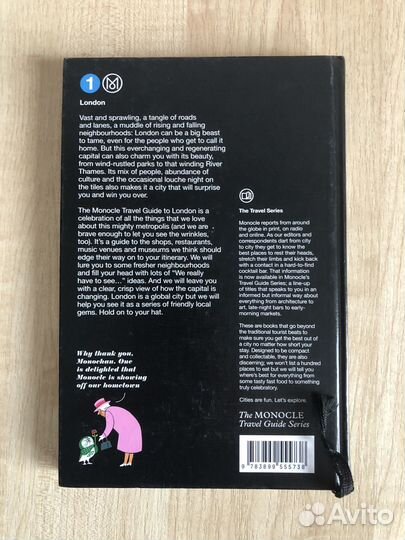 1
London
Vast and sprawling, a tangle of roads
and lanes, a muddle of rising and falling
neighbourhoods: London can be a big beast
to tame, even for the people who get to call it
home. But this everchanging and regenerating
capital can also charm you with its beauty,
from wind-rustled parks to that winding River
Thames. Its mix of people, abundance of
culture and the occasional louche night on
the tiles also makes it a city that will surprise
you and win you over.
The Monocle Travel Guide to London is a
celebration of all the things that we love
about this mighty metropolis (and we are
brave enough to let you see the wrinkles,
too). It's a guide to the shops, restaurants,
music venues and museums we think should
edge their way on to your itinerary. We will
lure you to some fresher neighbourhoods
and fill your head with lots of "We really
have to see…" ideas. And we will leave you
with a clear, crisp view of how the capital is
changing. London is a global city but we will
help you see it as a series of friendly local
gems. Hold on to your hat.
Why thank you,
Monochan. One
is delighted that
Monocle is showing
off our hometown
The Travel Series
Monocle reports from around
the globe in print, on radio
and online. As our editors and
correspondents dart from city
to city they get to know the
best places to rest their heads,
stretch their limbs and kick back
with a contact in a hard-to-find
cocktail bar. That information
is now available in Monocle's
Travel Guide Series; a line-up
of titles that speaks to you in an
informed but informal way about
everything from architecture to
art, late-night bars to early-
morning markets.
These are books that go beyond
the traditional tourist beats to
make sure you get the best out
of a city no matter how short your
stay. Designed to be compact
and collectable, they are also
discerning; we won't list a hundred
places to eat but we will tell you
where's best for everything from
some tasty fast food to something
truly celebratory.
Cities are fun. Let's explore.
The MONOCLE
Travel Guide Series
9 783899 555738
Avito